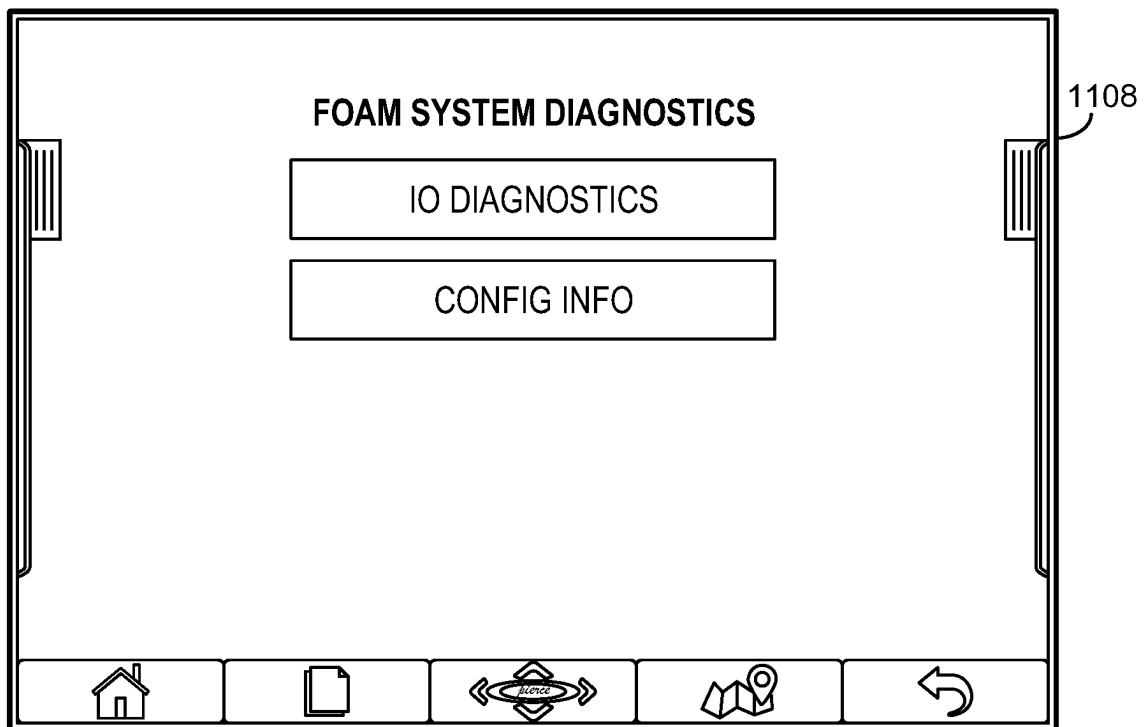 FOAM SYSTEM DIAGNOSTICS
1108
IO DIAGNOSTICS
CONFIG INFO
pierce